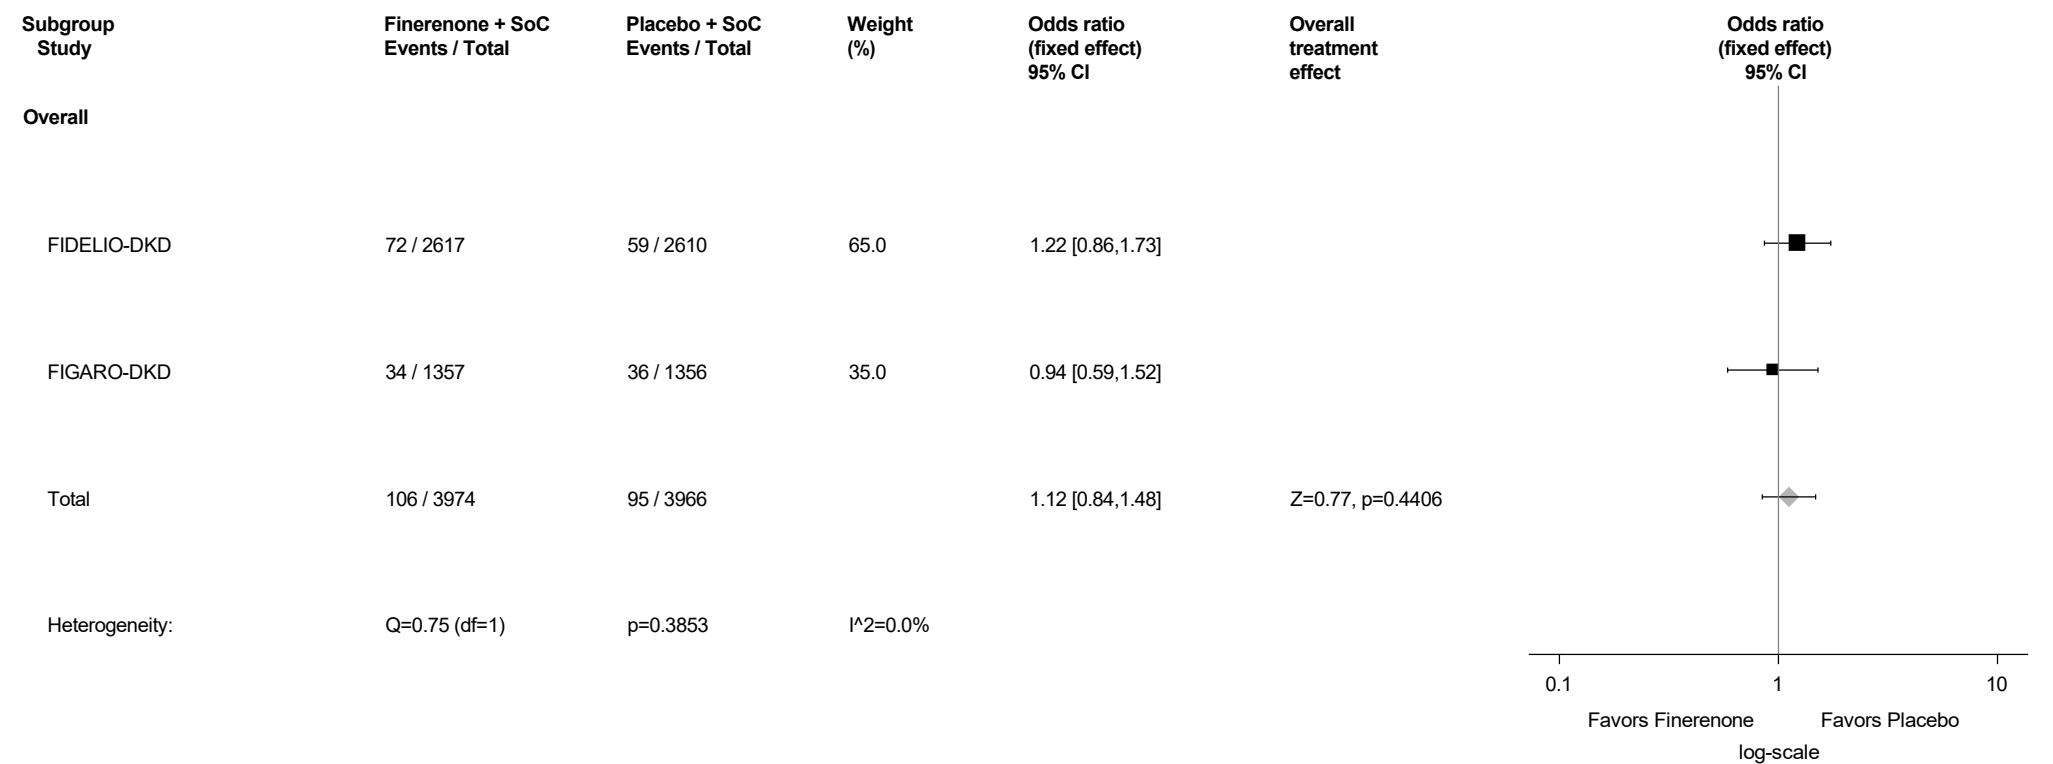 Subgroup Finerenone + SoC Placebo + SoC Weight Odds ratio Overall Odds ratio
Study Events / Total Events / Total (%) (fixed effect) treatment (fixed effect)
95% CI effect 95% CI
Overall
FIDELIO-DKD 72 / 2617 59 / 2610 65.0 1.22 [0.86,1.73]
FIGARO-DKD 34 / 1357 36 / 1356 35.0 0.94 [0.59,1.52]
Total 106 / 3974 95 / 3966 1.12 [0.84,1.48] Z=0.77, p=0.4406
Heterogeneity: Q=0.75 (df=1) p=0.3853 I^2=0.0%
0.1 1 10
Favors Finerenone Favors Placebo
log-scale